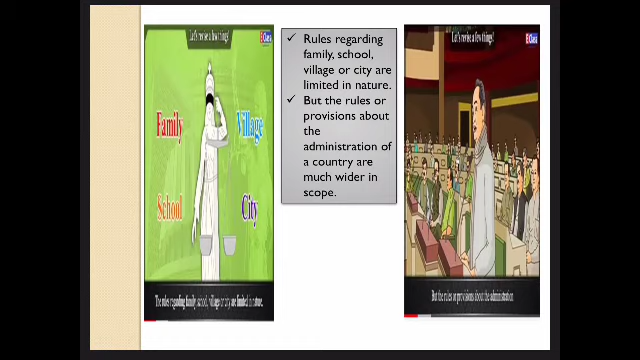 Let's revise a few things!
Family
Village
School
City
The rules regarding family, school, village or city are limited in nature.
✓ Rules regarding
family, school,
village or city are
limited in nature.
✓ But the rules or
provisions about
the
administration of
a country are
much wider in
scope.
Let's revise a few things!
But the rules or provisions about the administration